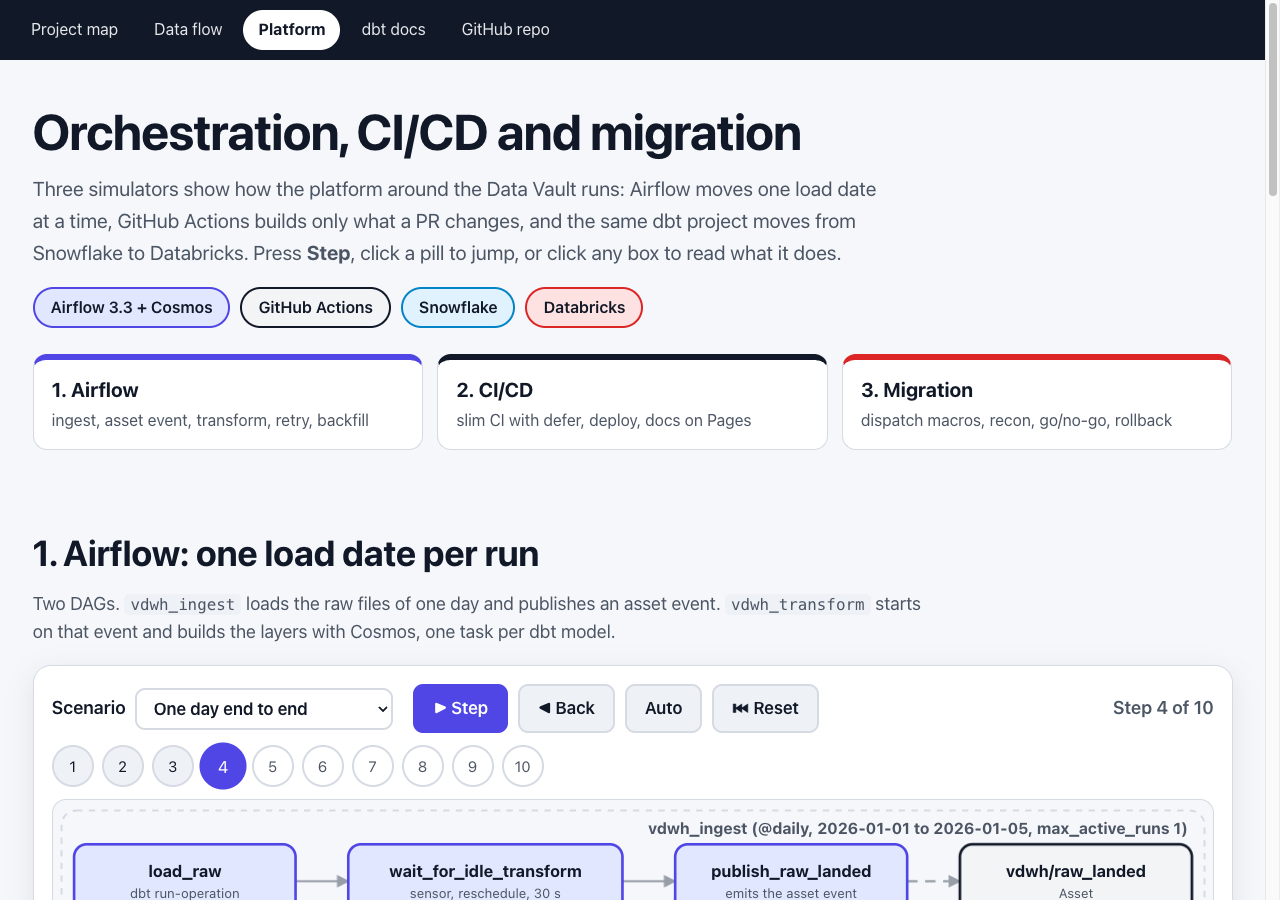 Project map
Data flow
Platform
dbt docs
GitHub repo
Orchestration, CI/CD and migration
Three simulators show how the platform around the Data Vault runs: Airflow moves one load date
at a time, GitHub Actions builds only what a PR changes, and the same dbt project moves from
Snowflake to Databricks. Press Step, click a pill to jump, or click any box to read what it does.
Airflow 3.3 + Cosmos
GitHub Actions
Snowflake
Databricks
1. Airflow
ingest, asset event, transform, retry, backfill
2. CI/CD
slim CI with defer, deploy, docs on Pages
3. Migration
dispatch macros, recon, go/no-go, rollback
1. Airflow: one load date per run
Two DAGs. vdwh_ingest loads the raw files of one day and publishes an asset event. vdwh_transform starts
on that event and builds the layers with Cosmos, one task per dbt model.
Scenario
One day end to end
Step
Back
Auto
Reset
Step 4 of 10
1
2
3
4
5
6
7
8
9
10
vdwh_ingest (@daily, 2026-01-01 to 2026-01-05, max_active_runs 1)
load_raw
dbt run-operation
wait_for_idle_transform
sensor, reschedule, 30 s
publish_raw_landed
emits the asset event
vdwh/raw_landed
Asset